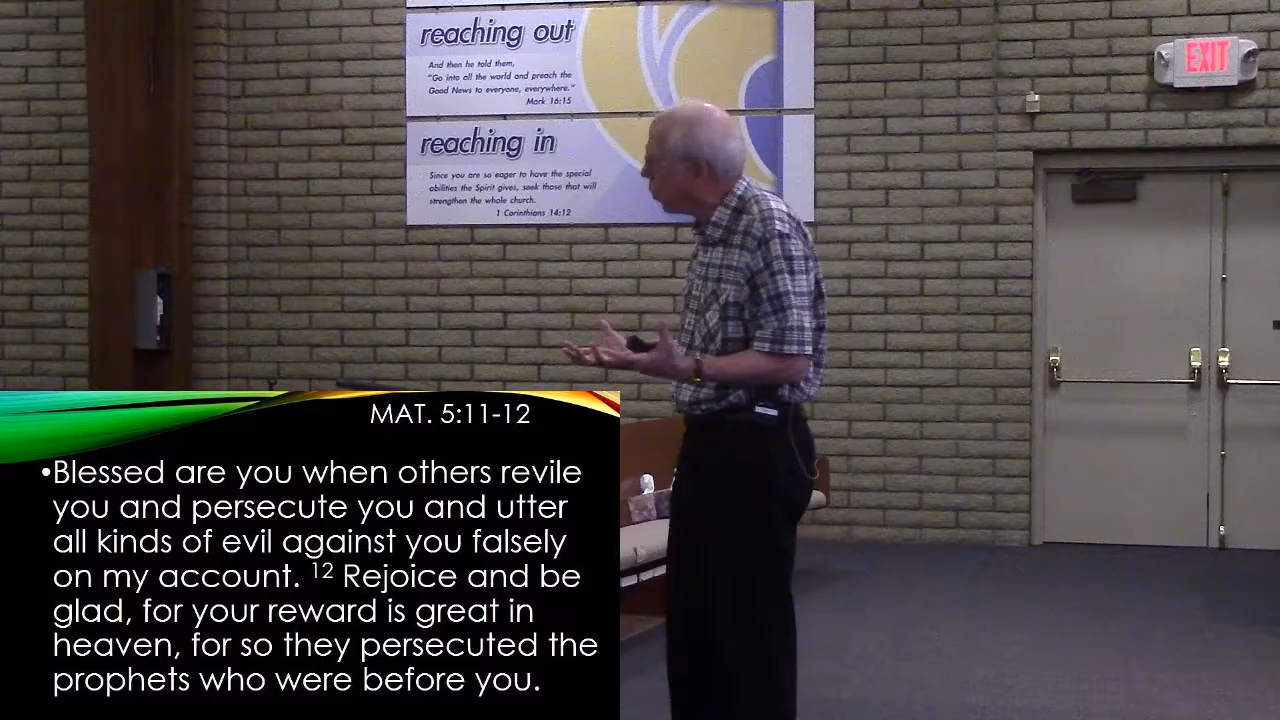 reaching out
And then he told them,
"Go into all the world and preach the
Good News to everyone, everywhere."
Mark 16:15
reaching in
Since you are so eager to have the special
abilities the Spirit gives, seek those that will
strengthen the whole church.
1 Corinthians 14:12
EXIT
MAT. 5:11-12
•Blessed are you when others revile
you and persecute you and utter
all kinds of evil against you falsely
on my account. 12 Rejoice and be
glad, for your reward is great in
heaven, for so they persecuted the
prophets who were before you.